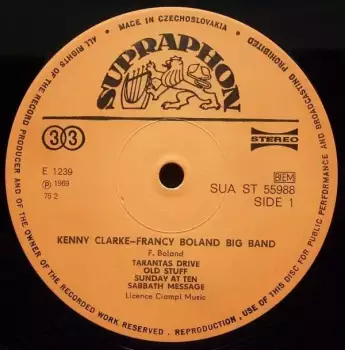 MADE IN CZECHOSLOVAKIA
ALL RIGHTS OF THE RECORD PRODUCER AND OF THE OWNER OF THE RECORDED WORK RESERVED . REPRODUCTION , USE OF THIS DISC FOR PUBLIC PERFORMANCE AND BROADCASTING PROHIBITED
SUPRAPHON
33
STEREO
E 1239
Ⓟ 1969
75 2
BIEM
SUA ST 55988
SIDE 1
KENNY CLARKE–FRANCY BOLAND BIG BAND
F. Boland
TARANTAS DRIVE
OLD STUFF
SUNDAY AT TEN
SABBATH MESSAGE
Licence Ciampi Music